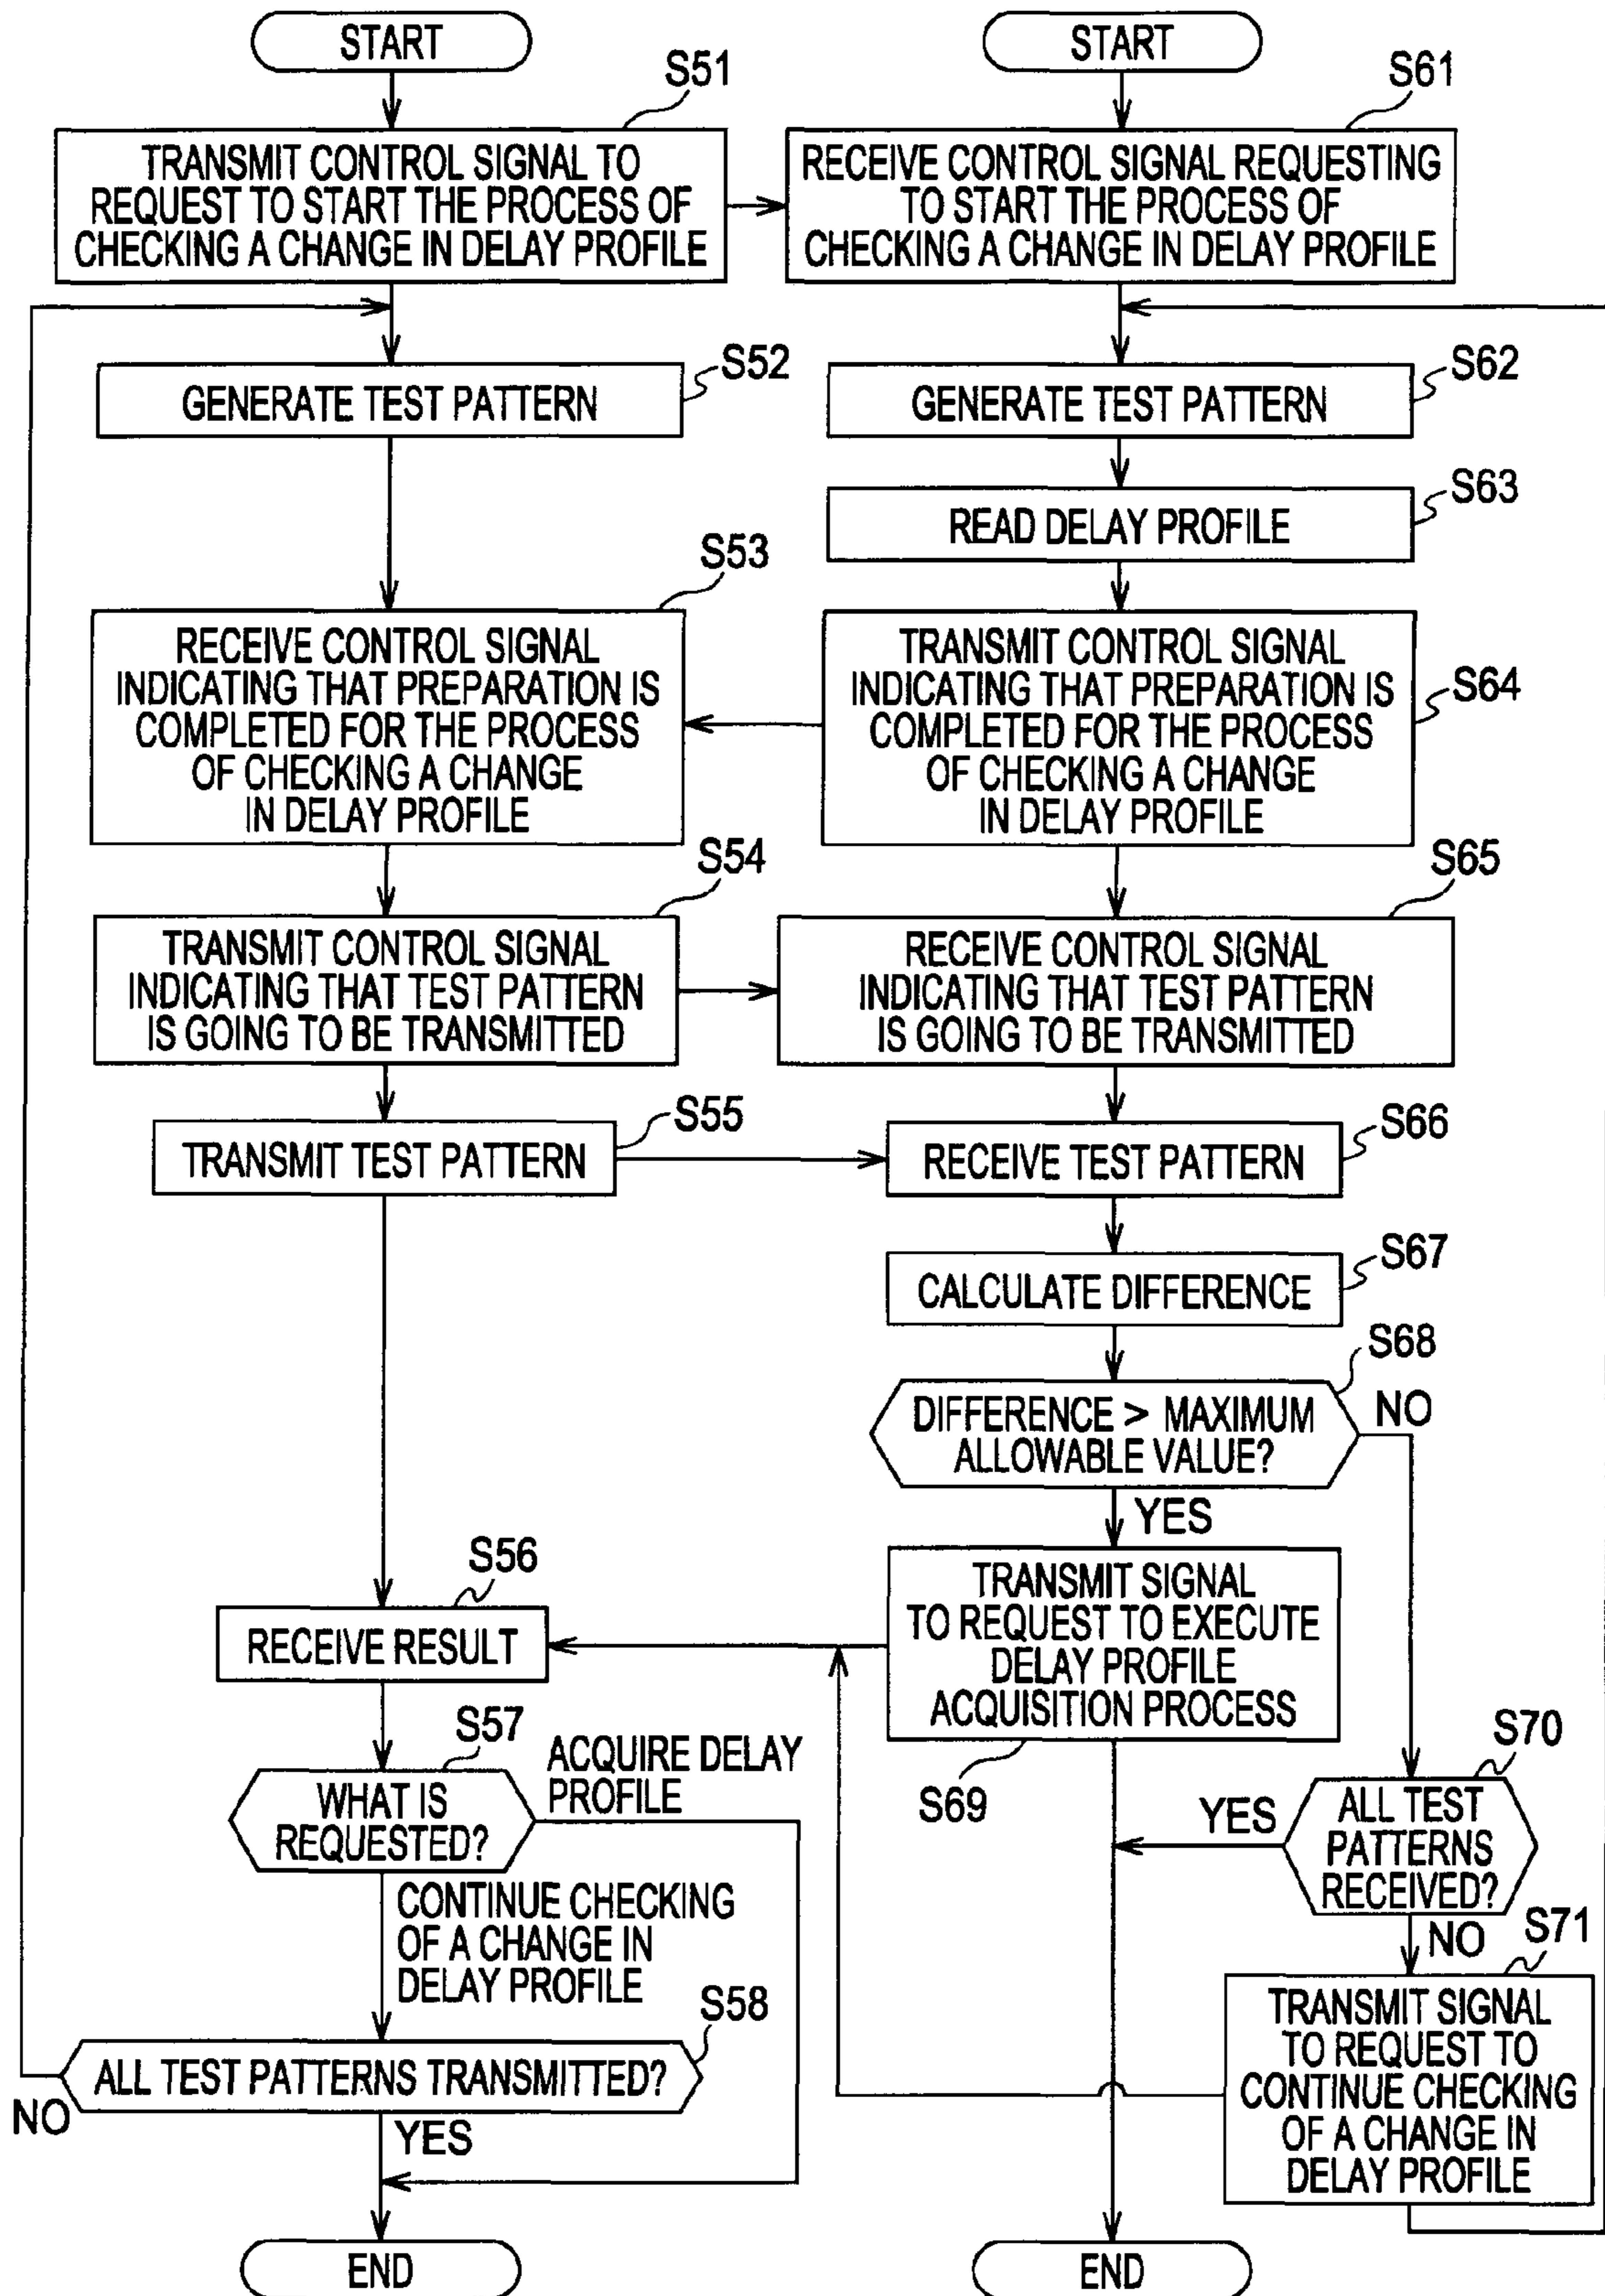 START
S51
TRANSMIT CONTROL SIGNAL TO
REQUEST TO START THE PROCESS OF
CHECKING A CHANGE IN DELAY PROFILE
S52
GENERATE TEST PATTERN
S53
RECEIVE CONTROL SIGNAL
INDICATING THAT PREPARATION IS
COMPLETED FOR THE PROCESS
OF CHECKING A CHANGE
IN DELAY PROFILE
S54
TRANSMIT CONTROL SIGNAL
INDICATING THAT TEST PATTERN
IS GOING TO BE TRANSMITTED
S55
TRANSMIT TEST PATTERN
S56
RECEIVE RESULT
S57
WHAT IS
REQUESTED?
ACQUIRE DELAY
PROFILE
CONTINUE CHECKING
OF A CHANGE IN
DELAY PROFILE
S58
ALL TEST PATTERNS TRANSMITTED?
NO
YES
END
START
S61
RECEIVE CONTROL SIGNAL REQUESTING
TO START THE PROCESS OF
CHECKING A CHANGE IN DELAY PROFILE
S62
GENERATE TEST PATTERN
S63
READ DELAY PROFILE
S64
TRANSMIT CONTROL SIGNAL
INDICATING THAT PREPARATION IS
COMPLETED FOR THE PROCESS
OF CHECKING A CHANGE
IN DELAY PROFILE
S65
RECEIVE CONTROL SIGNAL
INDICATING THAT TEST PATTERN
IS GOING TO BE TRANSMITTED
S66
RECEIVE TEST PATTERN
S67
CALCULATE DIFFERENCE
S68
DIFFERENCE > MAXIMUM
ALLOWABLE VALUE?
NO
YES
TRANSMIT SIGNAL
TO REQUEST TO EXECUTE
DELAY PROFILE
ACQUISITION PROCESS
S69
S70
ALL TEST
PATTERNS
RECEIVED?
YES
NO
S71
TRANSMIT SIGNAL
TO REQUEST TO
CONTINUE CHECKING
OF A CHANGE IN
DELAY PROFILE
END